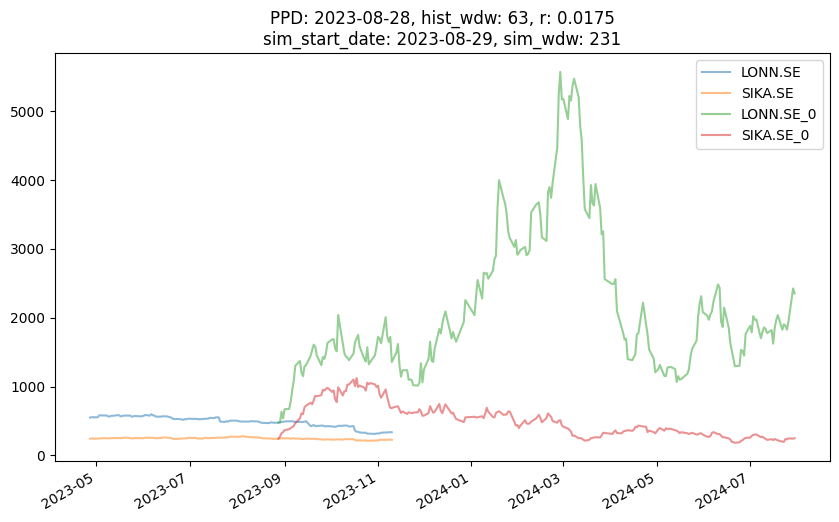 PPD: 2023-08-28, hist_wdw: 63, r: 0.0175
sim_start_date: 2023-08-29, sim_wdw: 231
LONN.SE
SIKA.SE
LONN.SE_0
SIKA.SE_0
5000
4000
3000
2000
1000
0
2023-05
2023-07
2023-09
2023-11
2024-01
2024-03
2024-05
2024-07